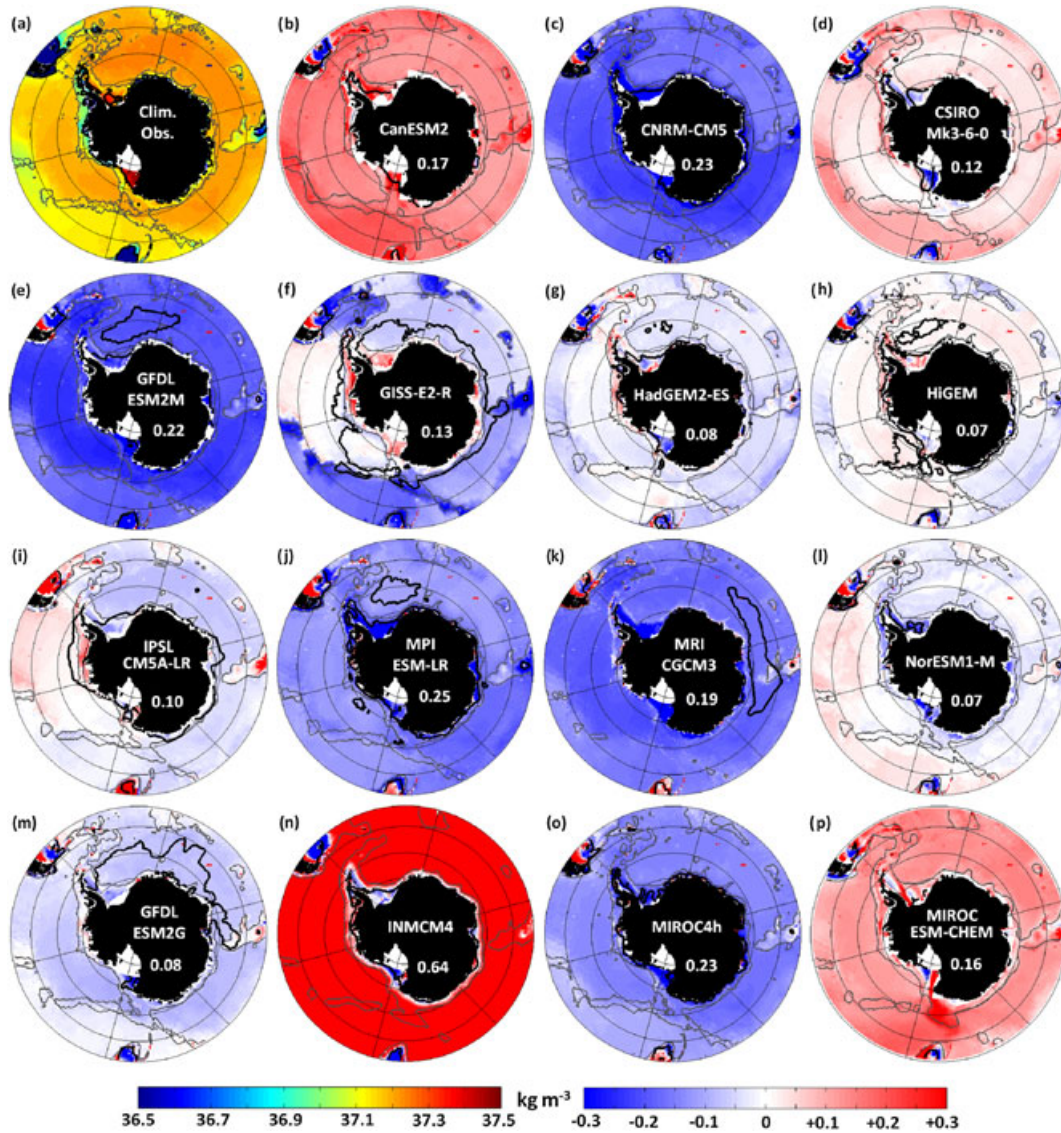 (a) (b) (c) (d)
Clim.
Obs.
CanESM2
0.17
CNRM-CM5
0.23
CSIRO
Mk3-6-0
0.12
(e) (f) (g) (h)
GFDL
ESM2M
0.22
GISS-E2-R
0.13
HadGEM2-ES
0.08
HiGEM
0.07
(i) (j) (k) (l)
IPSL
CM5A-LR
0.10
MPI
ESM-LR
0.25
MRI
CGCM3
0.19
NorESM1-M
0.07
(m) (n) (o) (p)
GFDL
ESM2G
0.08
INMCM4
0.64
MIROC4h
0.23
MIROC
ESM-CHEM
0.16
kg m⁻³
36.5 36.7 36.9 37.1 37.3 37.5
-0.3 -0.2 -0.1 0 +0.1 +0.2 +0.3